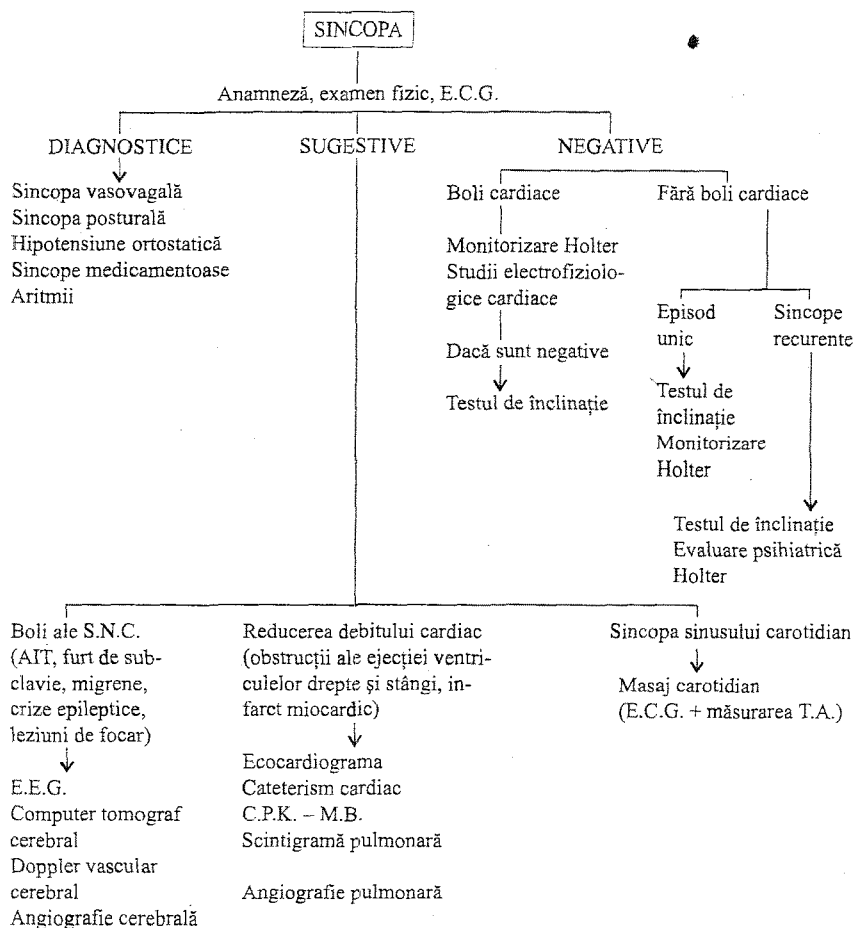 SINCOPA
Anamneză, examen fizic, E.C.G.
DIAGNOSTICE
Sincopa vasovagală
Sincopa posturală
Hipotensiune ortostatică
Sincope medicamentoase
Aritmii
SUGESTIVE
NEGATIVE
Boli cardiace
Monitorizare Holter
Studii electrofiziolo-
gice cardiace
Dacă sunt negative
Testul de înclinație
Fără boli cardiace
Episod
unic
Testul de
înclinație
Monitorizare
Holter
Sincope
recurente
Testul de înclinație
Evaluare psihiatrică
Holter
Boli ale S.N.C.
(AIT, furt de sub-
clavie, migrene,
crize epileptice,
leziuni de focar)
E.E.G.
Computer tomograf
cerebral
Doppler vascular
cerebral
Angiografie cerebrală
Reducerea debitului cardiac
(obstrucții ale ejecției ventri-
culelor drepte și stângi, in-
farct miocardic)
Ecocardiograma
Cateterism cardiac
C.P.K. – M.B.
Scintigramă pulmonară
Angiografie pulmonară
Sincopa sinusului carotidian
Masaj carotidian
(E.C.G. + măsurarea T.A.)